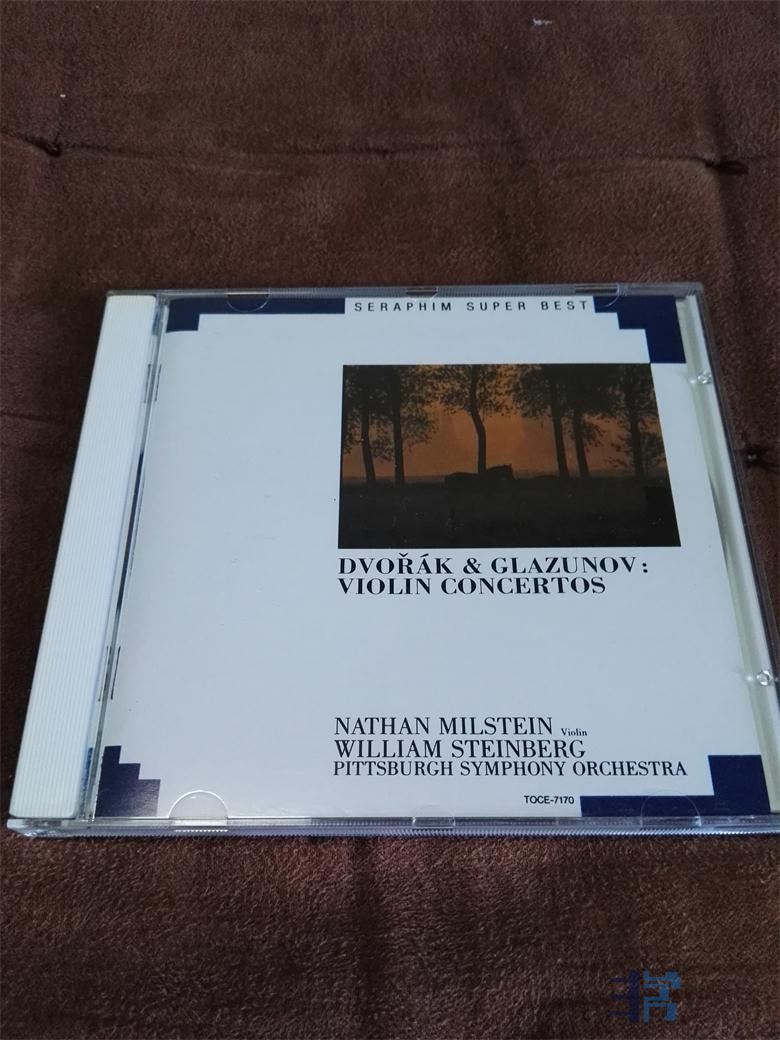 SERAPHIM SUPER BEST
DVOŘÁK & GLAZUNOV:
VIOLIN CONCERTOS
NATHAN MILSTEIN Violin
WILLIAM STEINBERG
PITTSBURGH SYMPHONY ORCHESTRA
TOCE-7170